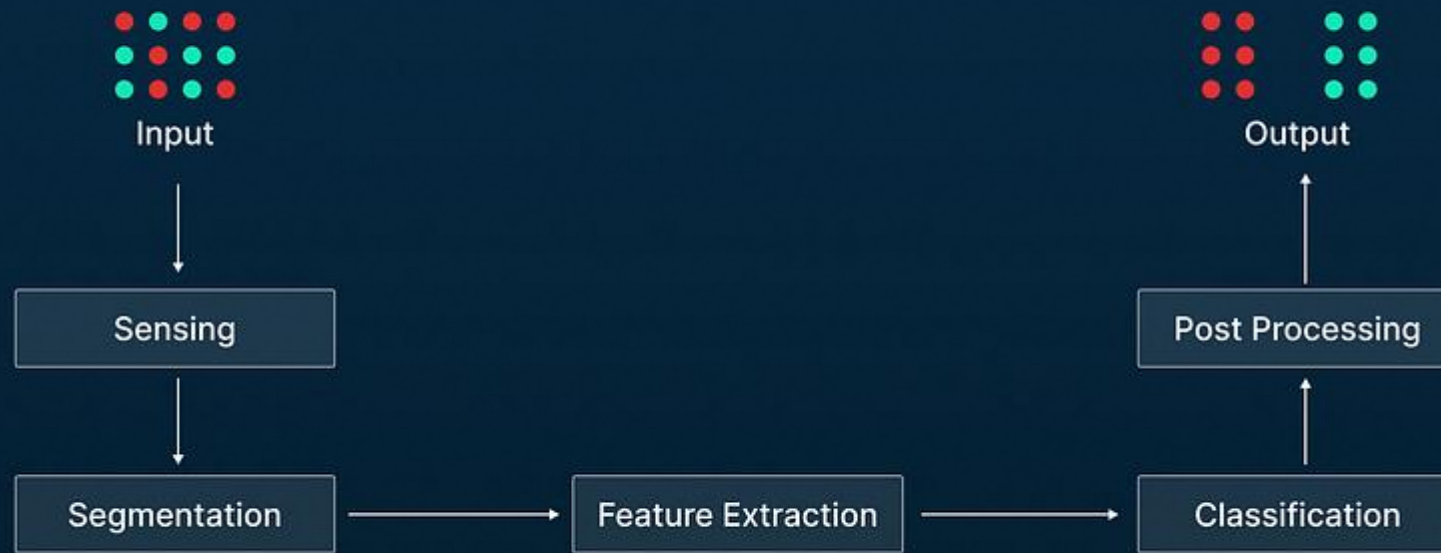 Input
Output
Sensing
Post Processing
Segmentation
Feature Extraction
Classification